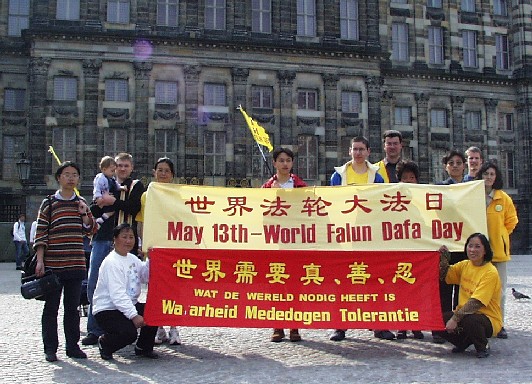 世界法轮大法日
May 13th-World Falun Dafa Day
世界需要真、善、忍
WAT DE WERELD NODIG HEEFT IS
Waarheid Mededogen Tolerantie